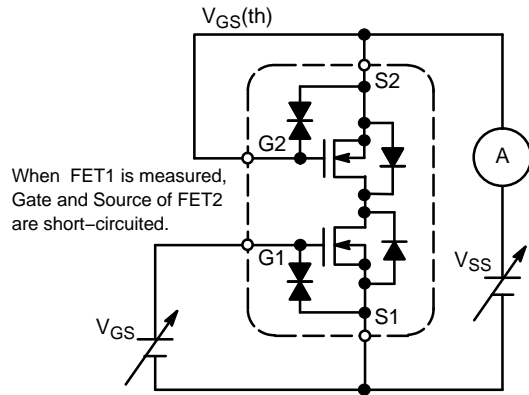 VGS(th)
S2
G2
A
When FET1 is measured,
Gate and Source of FET2
are short−circuited.
G1
VSS
S1
VGS